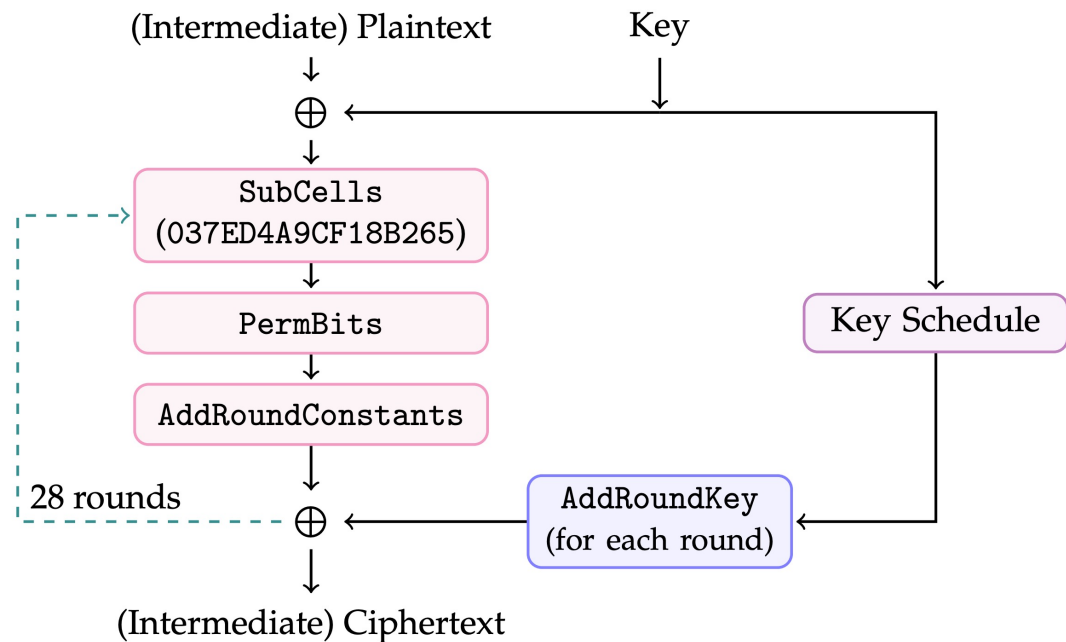 (Intermediate) Plaintext
Key
SubCells
(037ED4A9CF18B265)
PermBits
Key Schedule
AddRoundConstants
28 rounds
AddRoundKey
(for each round)
(Intermediate) Ciphertext